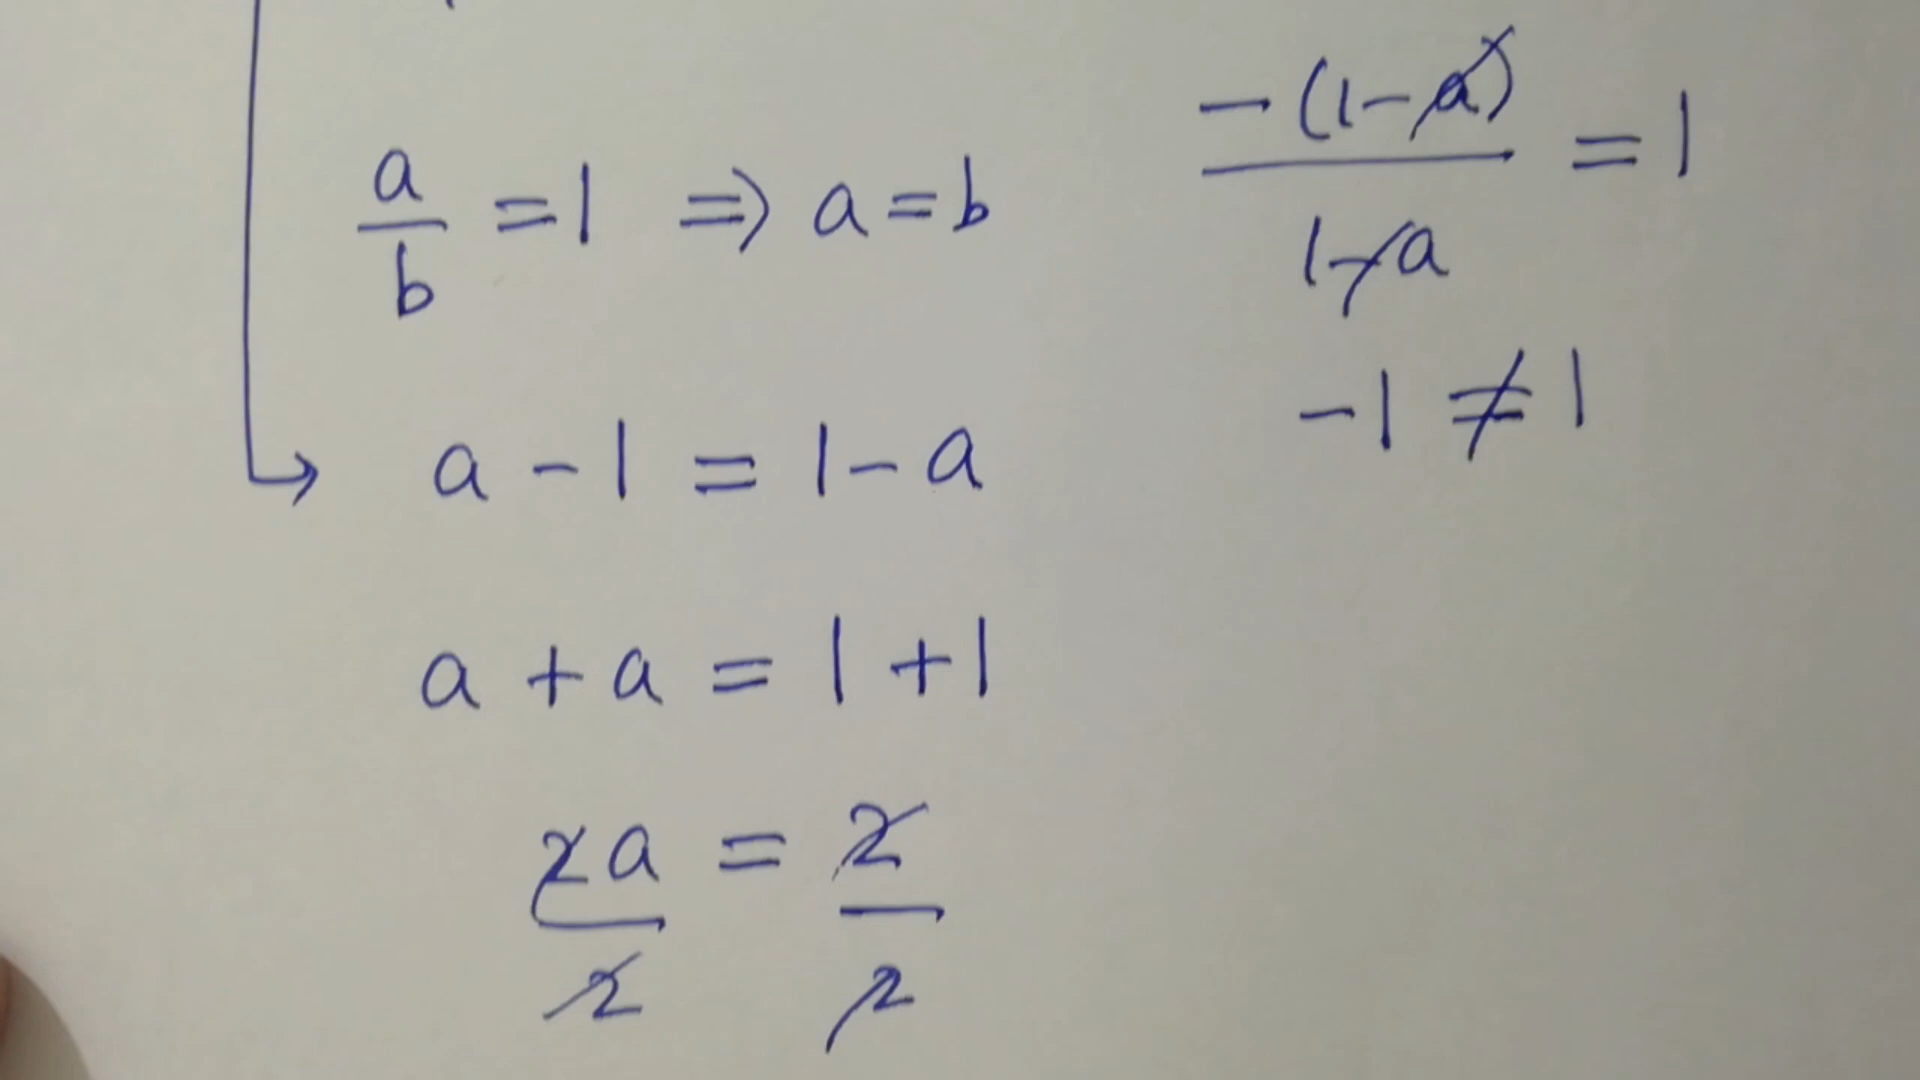 a/b = 1 ⇒ a = b
a - 1 = 1 - a
a + a = 1 + 1
2a/2 = 2/2
-(1-a)/1-a = 1
-1 ≠ 1